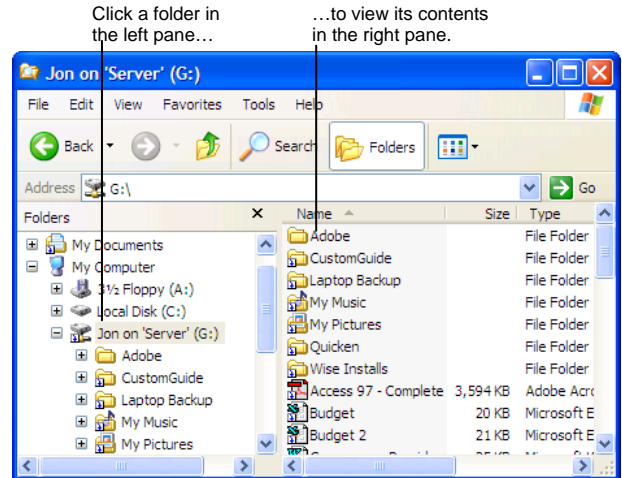 Click a folder in
the left pane…
…to view its contents
in the right pane.
Jon on 'Server' (G:)
File Edit View Favorites Tools Help
Back Search Folders
Address G:\ Go
Folders
My Documents
My Computer
3½ Floppy (A:)
Local Disk (C:)
Jon on 'Server' (G:)
Adobe
CustomGuide
Laptop Backup
My Music
My Pictures
Name Size Type
Adobe File Folder
CustomGuide File Folder
Laptop Backup File Folder
My Music File Folder
My Pictures File Folder
Quicken File Folder
Wise Installs File Folder
Access 97 - Complete 3,594 KB Adobe Acro
Budget 20 KB Microsoft E
Budget 2 21 KB Microsoft E